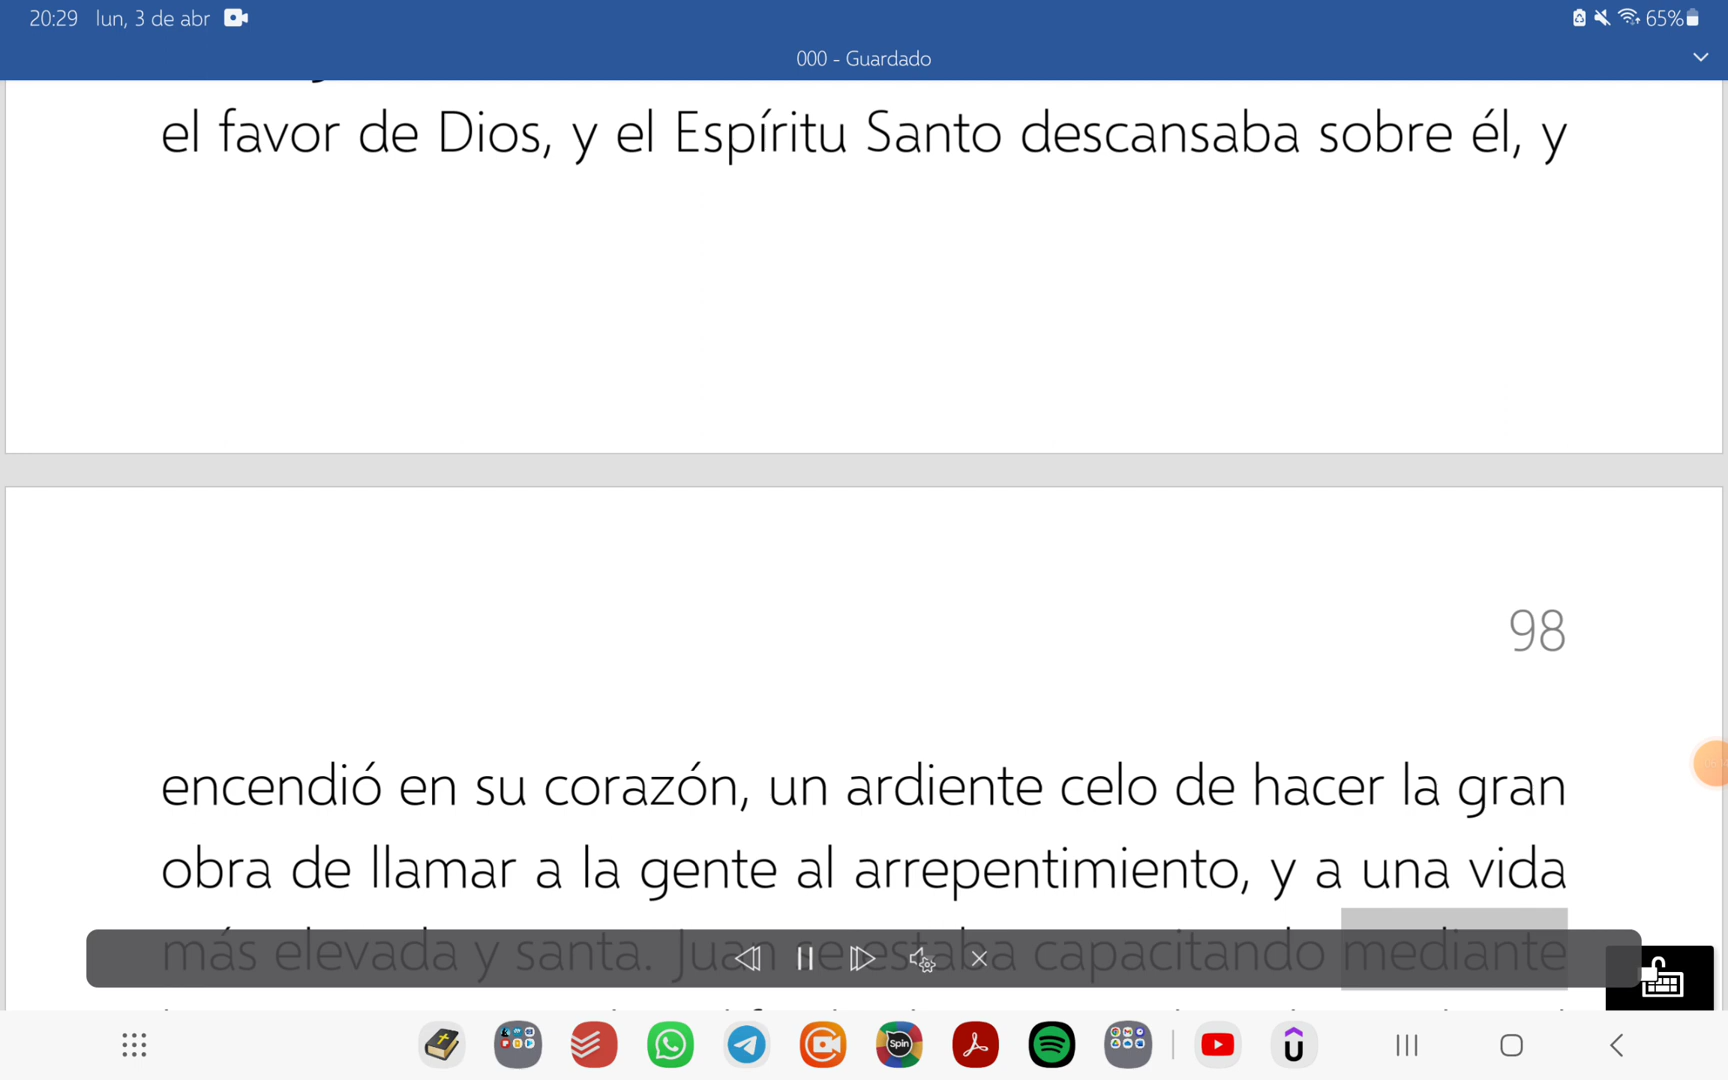 20:29 lun, 3 de abr 65%
000 - Guardado
el favor de Dios, y el Espíritu Santo descansaba sobre él, y
98
encendió en su corazón, un ardiente celo de hacer la gran
obra de llamar a la gente al arrepentimiento, y a una vida
más elevada y santa. Juan se estaba capacitando mediante
Spin